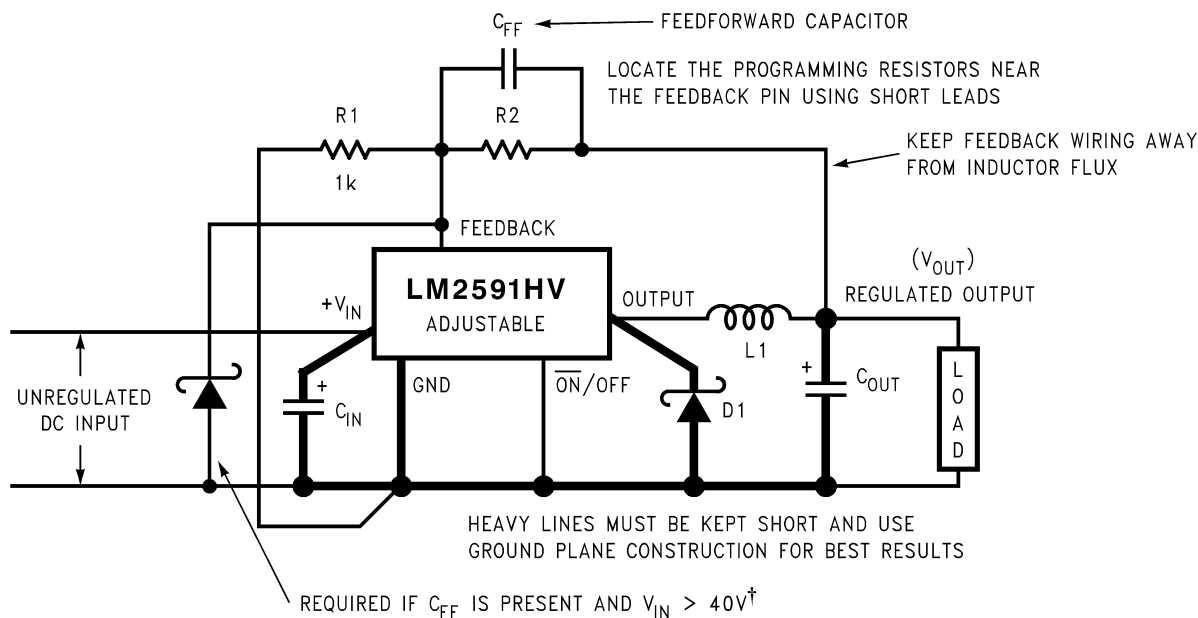 C_FF
FEEDFORWARD CAPACITOR
LOCATE THE PROGRAMMING RESISTORS NEAR
THE FEEDBACK PIN USING SHORT LEADS
R1
R2
1k
KEEP FEEDBACK WIRING AWAY
FROM INDUCTOR FLUX
FEEDBACK
LM2591HV
ADJUSTABLE
+V_IN
OUTPUT
(V_OUT)
REGULATED OUTPUT
L1
UNREGULATED
DC INPUT
+
C_IN
GND
O̅N̅/OFF
D1
+
C_OUT
LOAD
HEAVY LINES MUST BE KEPT SHORT AND USE
GROUND PLANE CONSTRUCTION FOR BEST RESULTS
REQUIRED IF C_FF IS PRESENT AND V_IN > 40V†